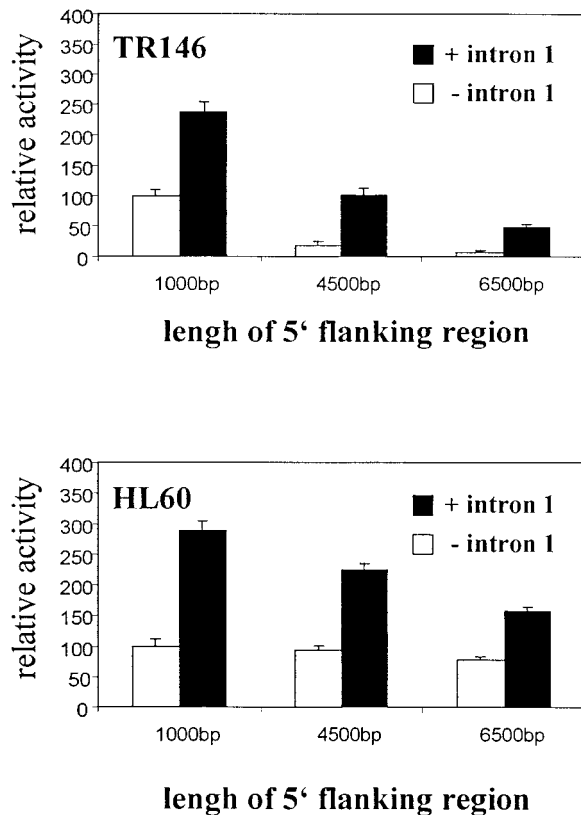 400
350
300
250
200
150
100
50
0
relative activity
TR146
+ intron 1
- intron 1
1000bp
4500bp
6500bp
lengh of 5‘ flanking region
400
350
300
250
200
150
100
50
0
relative activity
HL60
+ intron 1
- intron 1
1000bp
4500bp
6500bp
lengh of 5‘ flanking region